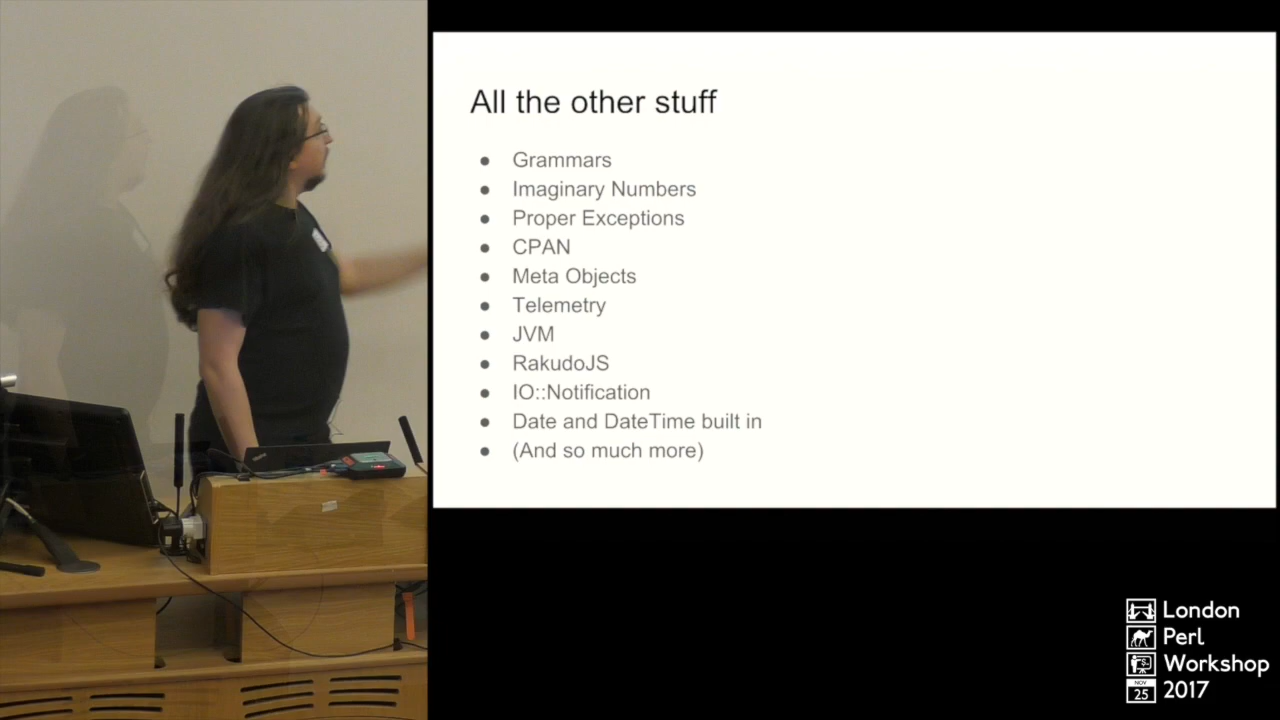 All the other stuff
● Grammars
● Imaginary Numbers
● Proper Exceptions
● CPAN
● Meta Objects
● Telemetry
● JVM
● RakudoJS
● IO::Notification
● Date and DateTime built in
● (And so much more)
London
Perl
Workshop
NOV
25
2017